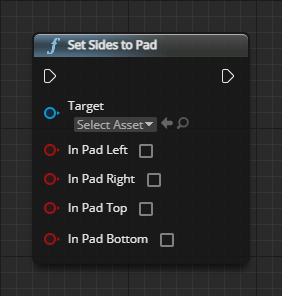 Set Sides to Pad
Target
Select Asset
In Pad Left
In Pad Right
In Pad Top
In Pad Bottom